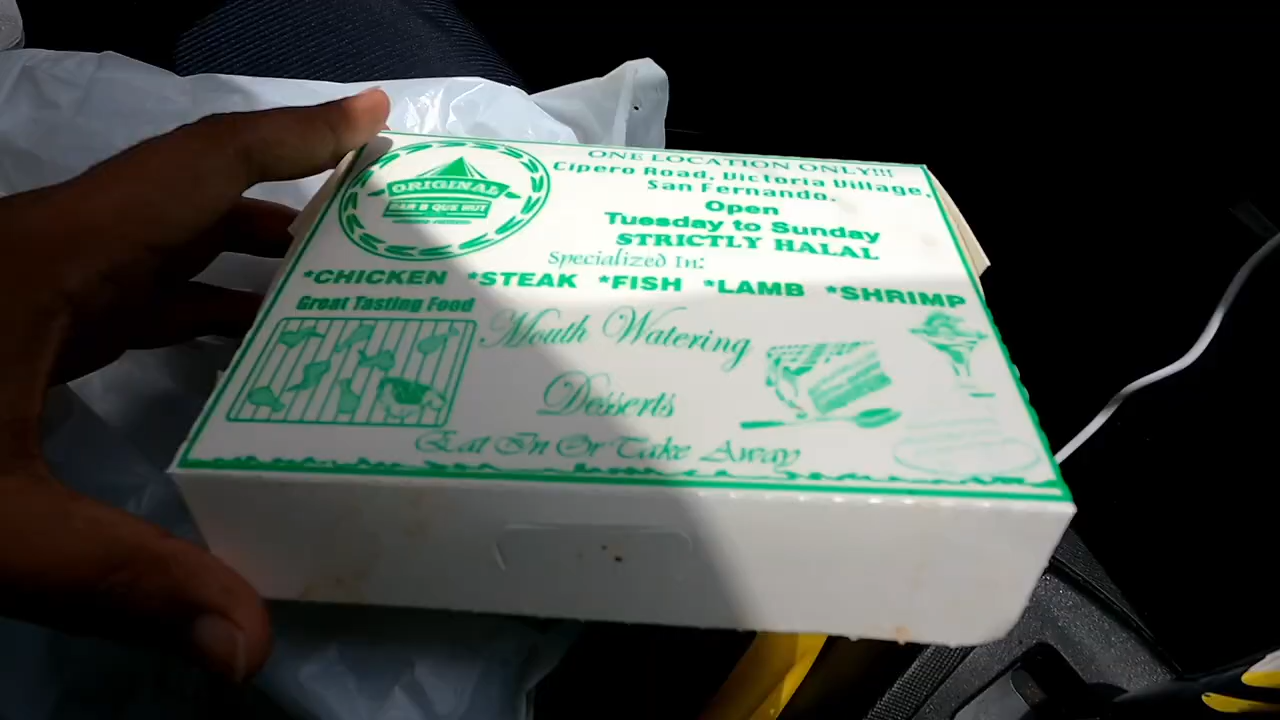 ORIGINAL
BAR B QUE HUT
ONE LOCATION ONLY!!!
Cipero Road, Victoria Village,
San Fernando.
Open
Tuesday to Sunday
STRICTLY HALAL
Specialized In:
*CHICKEN *STEAK *FISH *LAMB *SHRIMP
Great Tasting Food
Mouth Watering
Desserts
Eat In Or Take Away